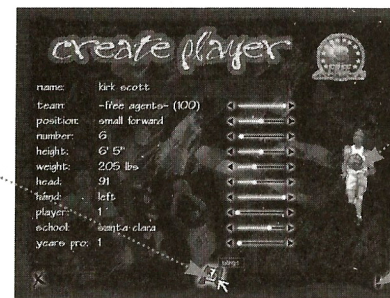 create player
name: kirk scott
team: -free agents- (100)
position: small forward
number: 6
height: 6' 5"
weight: 205 lbs
head: 91
hand: left
player: 1
school: santa clara
years pro: 1